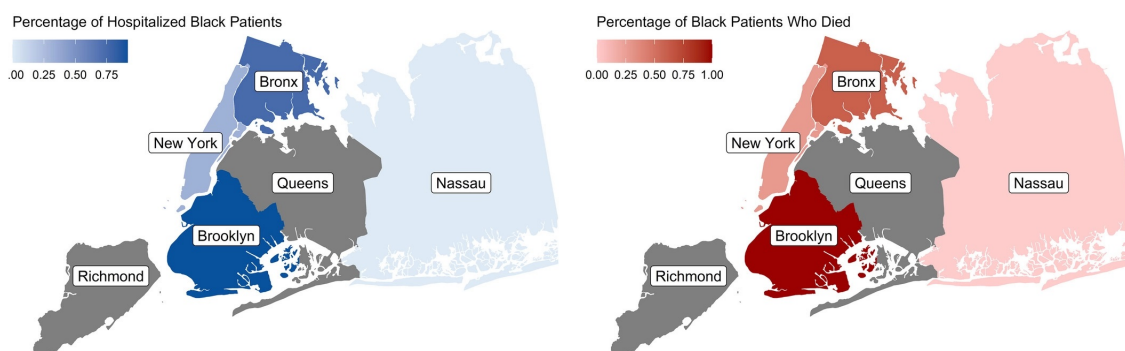 Percentage of Hospitalized Black Patients
.00 0.25 0.50 0.75
Bronx
New York
Queens
Nassau
Brooklyn
Richmond
Percentage of Black Patients Who Died
0.00 0.25 0.50 0.75 1.00
Bronx
New York
Queens
Nassau
Brooklyn
Richmond